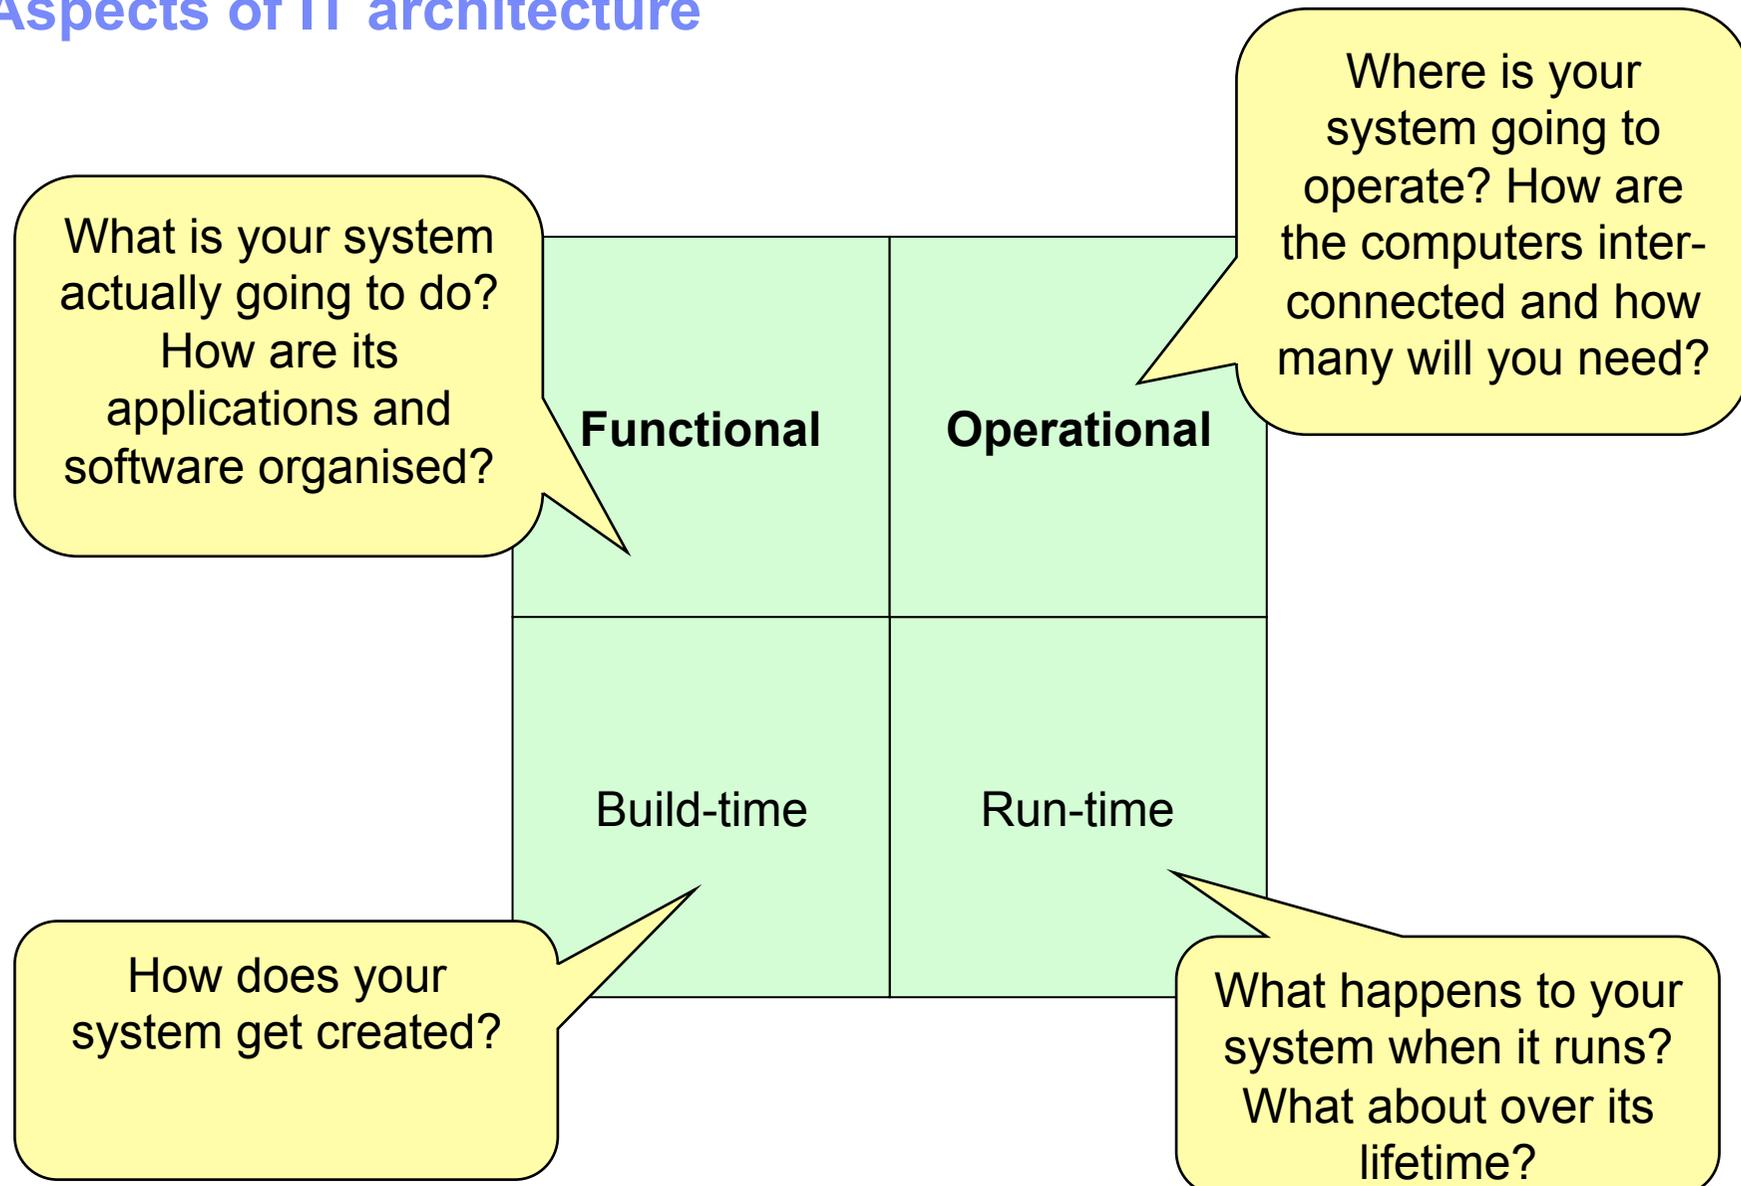 Aspects of IT architecture
Where is your
system going to
operate? How are
the computers inter-
connected and how
many will you need?
What is your system
actually going to do?
How are its
applications and
software organised?
Functional
Operational
Build-time
Run-time
How does your
system get created?
What happens to your
system when it runs?
What about over its
lifetime?